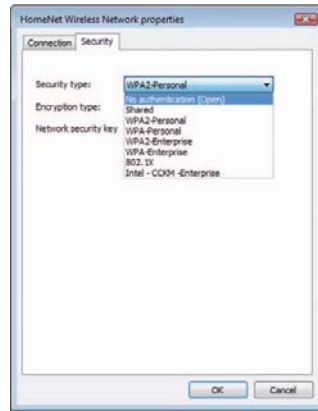 HomeNet Wireless Network properties
Connection Security
Security type: WPA2-Personal
No authentication (Open)
Encryption type:
Shared
WPA2-Personal
Network security key
WPA-Personal
WPA2-Enterprise
WPA-Enterprise
802.1X
Intel - CCKM -Enterprise
OK Cancel